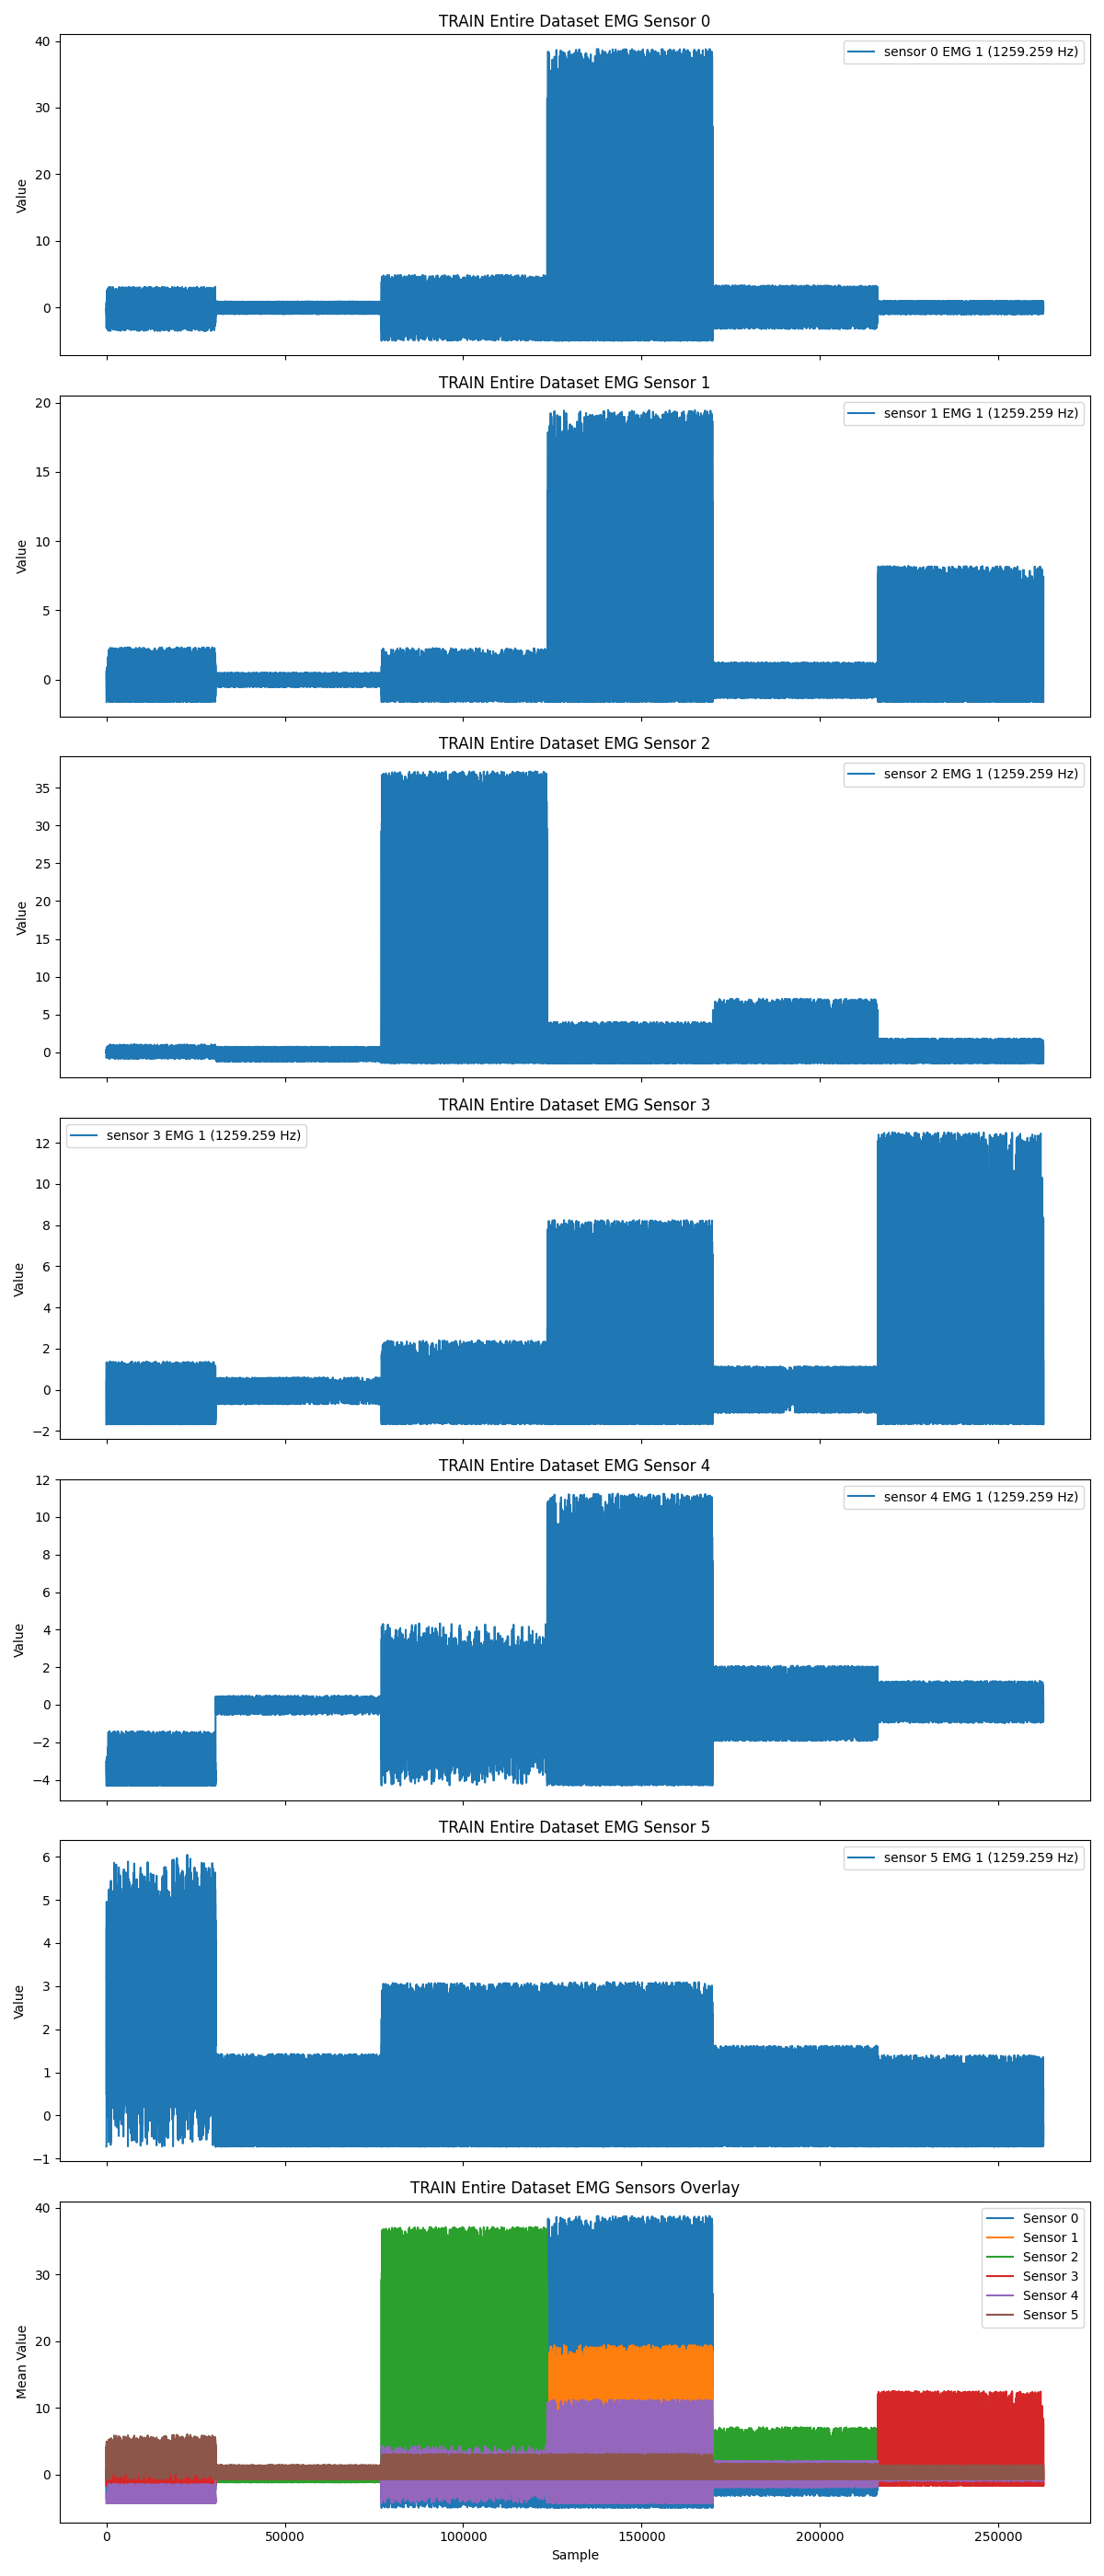 TRAIN Entire Dataset EMG Sensor 0
sensor 0 EMG 1 (1259.259 Hz)
Value
40
30
20
10
0
TRAIN Entire Dataset EMG Sensor 1
sensor 1 EMG 1 (1259.259 Hz)
Value
20
15
10
5
0
TRAIN Entire Dataset EMG Sensor 2
sensor 2 EMG 1 (1259.259 Hz)
Value
35
30
25
20
15
10
5
0
TRAIN Entire Dataset EMG Sensor 3
sensor 3 EMG 1 (1259.259 Hz)
Value
12
10
8
6
4
2
0
−2
TRAIN Entire Dataset EMG Sensor 4
sensor 4 EMG 1 (1259.259 Hz)
Value
12
10
8
6
4
2
0
−2
−4
TRAIN Entire Dataset EMG Sensor 5
sensor 5 EMG 1 (1259.259 Hz)
Value
6
5
4
3
2
1
0
−1
TRAIN Entire Dataset EMG Sensors Overlay
Sensor 0
Sensor 1
Sensor 2
Sensor 3
Sensor 4
Sensor 5
Mean Value
40
30
20
10
0
0 50000 100000 150000 200000 250000
Sample